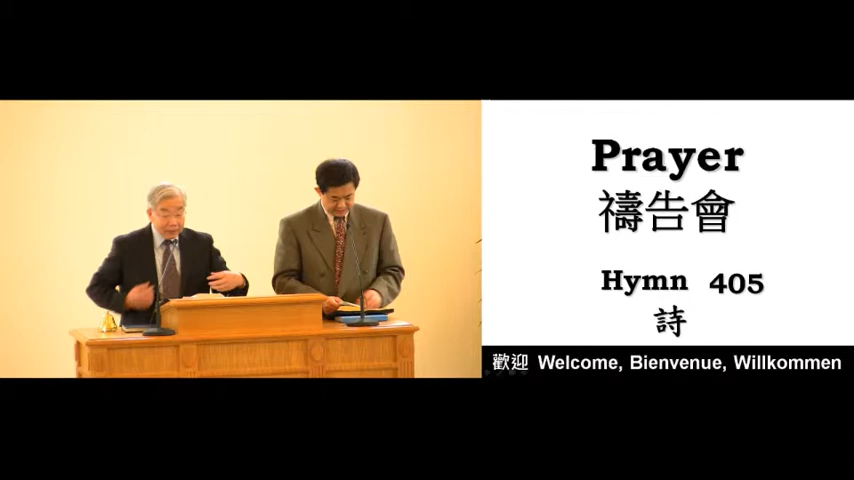 Prayer
禱告會
Hymn 405
詩
歡迎 Welcome, Bienvenue, Willkommen